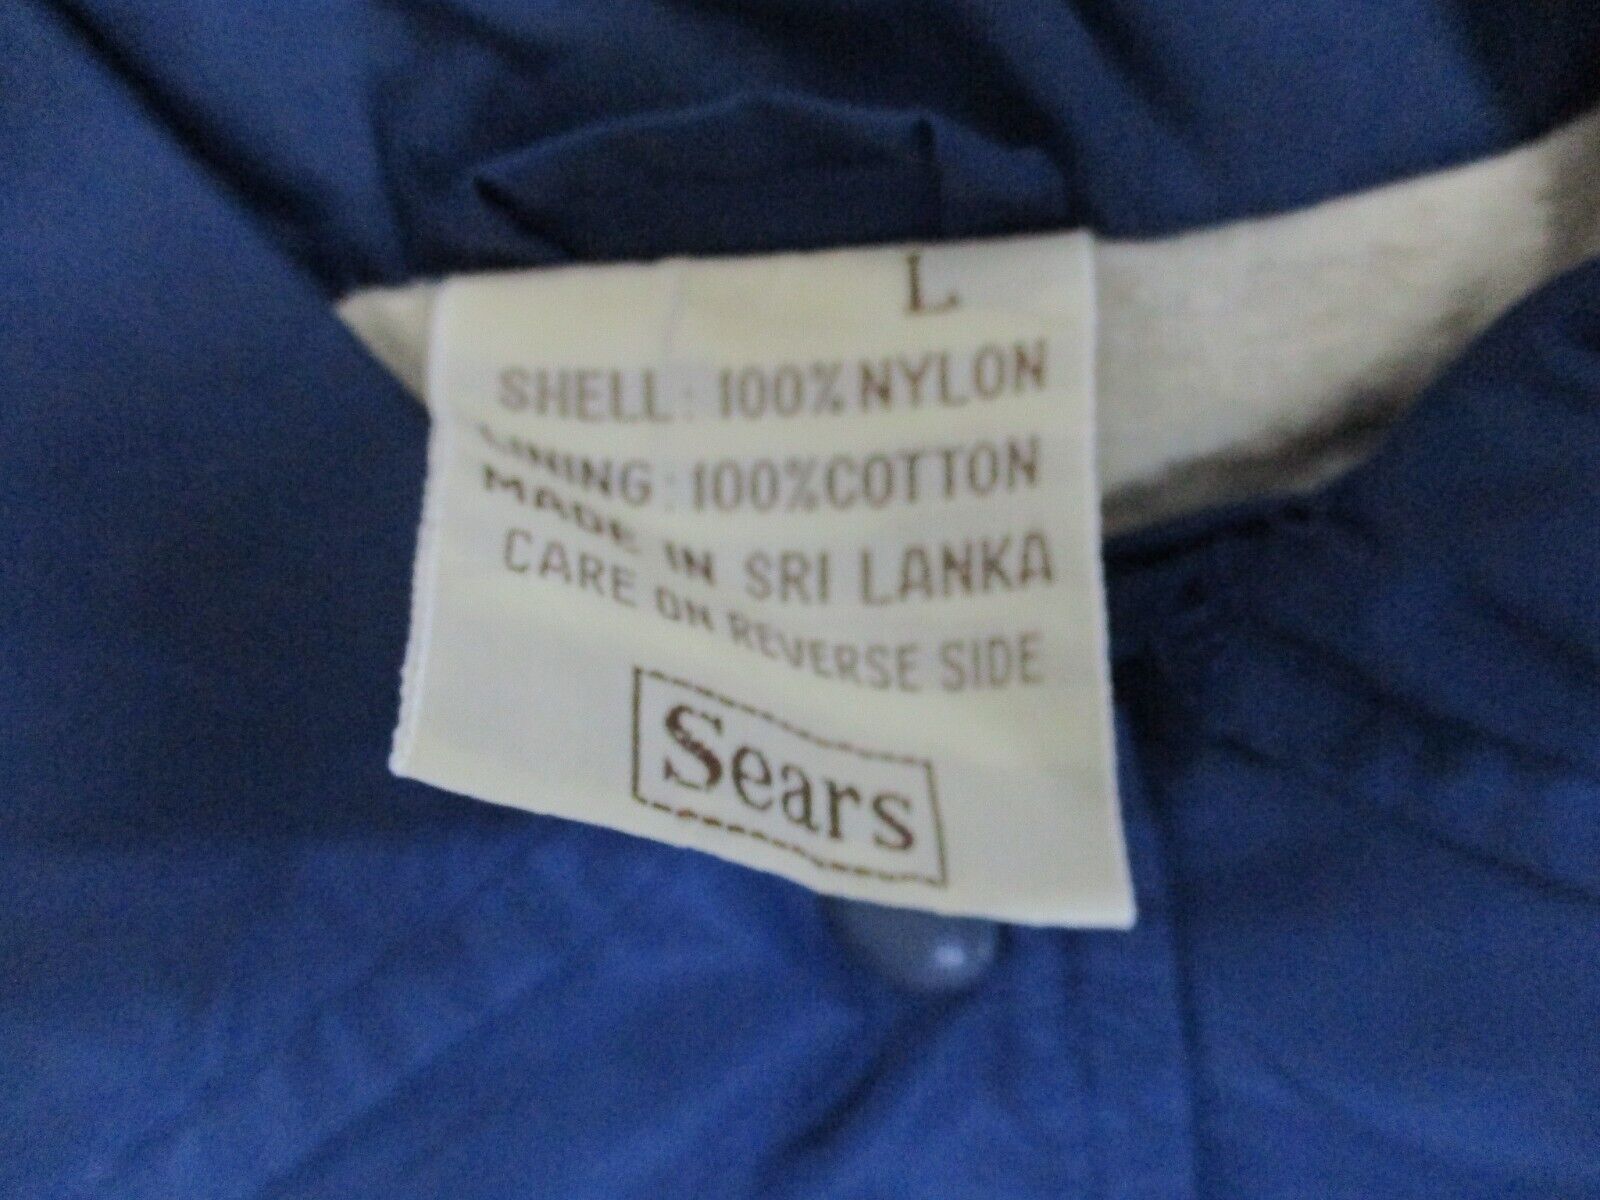 L
SHELL: 100% NYLON
LINING: 100% COTTON
MADE IN SRI LANKA
CARE ON REVERSE SIDE
Sears